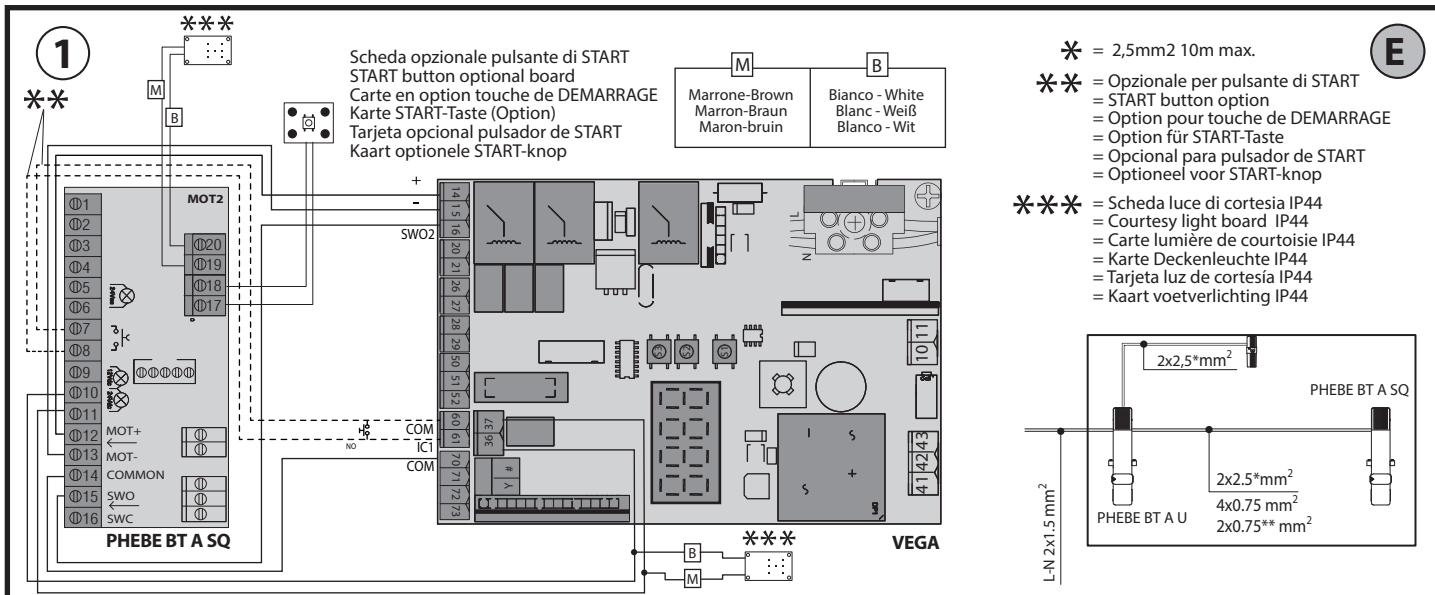 1
***
**
M
B
Scheda opzionale pulsante di START
START button optional board
Carte en option touche de DEMARRAGE
Karte START-Taste (Option)
Tarjeta opcional pulsador de START
Kaart optionele START-knop
M
Marrone-Brown
Marron-Braun
Maron-bruin
B
Bianco - White
Blanc - Weiß
Blanco - Wit
E
* = 2,5mm2 10m max.
** = Opzionale per pulsante di START
= START button option
= Option pour touche de DEMARRAGE
= Option für START-Taste
= Opcional para pulsador de START
= Optioneel voor START-knop
*** = Scheda luce di cortesia IP44
= Courtesy light board IP44
= Carte lumière de courtoisie IP44
= Karte Deckenleuchte IP44
= Tarjeta luz de cortesía IP44
= Kaart voetverlichting IP44
MOT2
1
2
3
4
5
6
7
8
9
10
11
12 MOT+
13 MOT-
14 COMMON
15 SWO
16 SWC
20
19
18
17
PHEBE BT A SQ
+
-
SWO2
14
15
16
20
21
26
27
28
29
50
51
52
60
61
70
71
72
73
37
36
COM
IC1
COM
NO
Y #
L
N
S3
S2
S1
11
10
43
42
41
VEGA
***
B
M
2x2,5*mm²
PHEBE BT A SQ
PHEBE BT A U
2x2.5*mm²
4x0.75 mm²
2x0.75** mm²
L-N 2x1.5 mm²